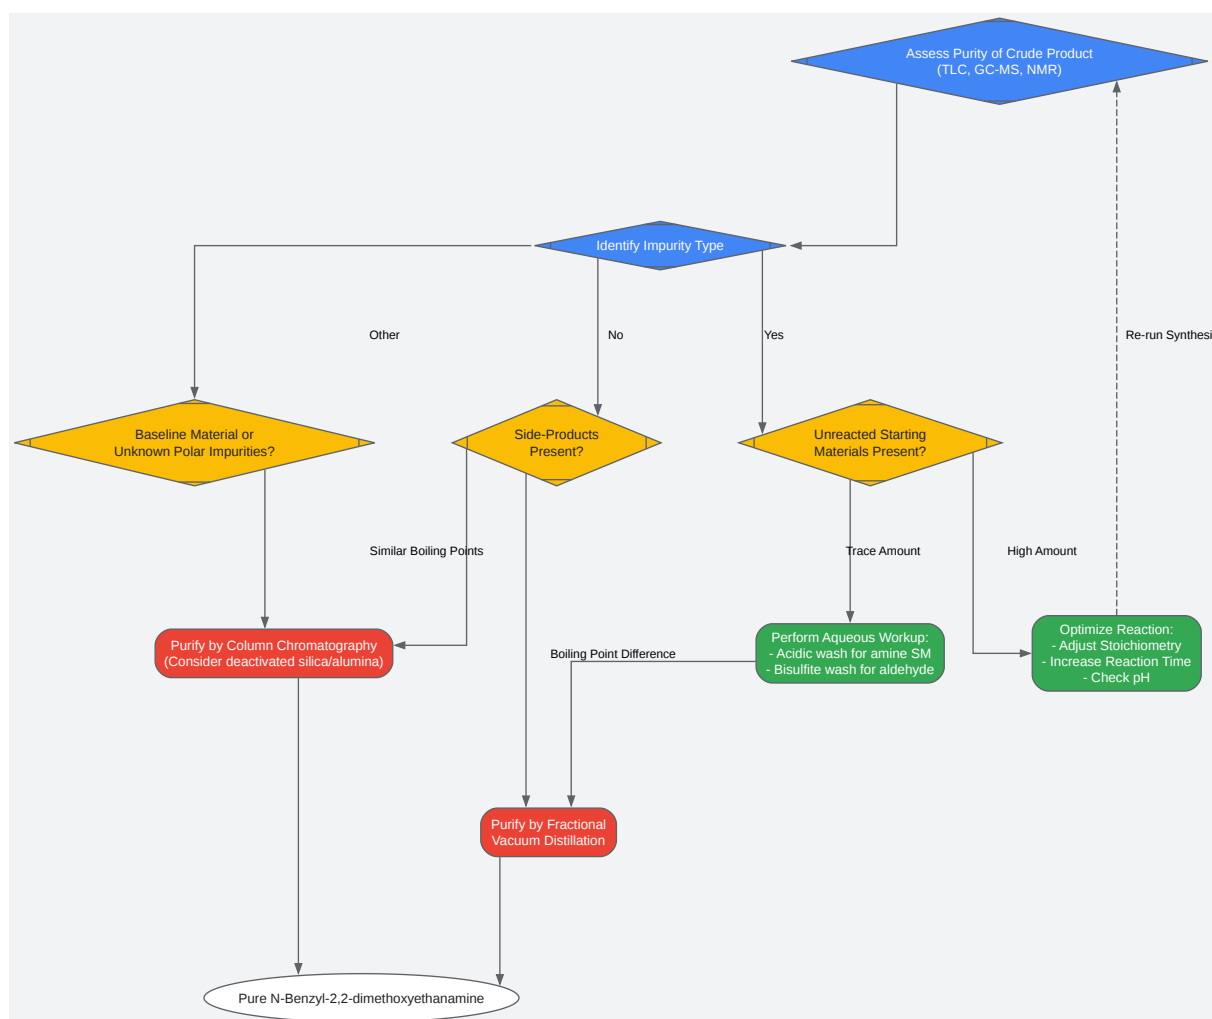 Assess Purity of Crude Product
(TLC, GC-MS, NMR)
Identify Impurity Type
Other
No
Yes
Re-run Synthesi
Baseline Material or
Unknown Polar Impurities?
Side-Products
Present?
Unreacted Starting
Materials Present?
Similar Boiling Points
Trace Amount
High Amount
Purify by Column Chromatography
(Consider deactivated silica/alumina)
Boiling Point Difference
Perform Aqueous Workup:
- Acidic wash for amine SM
- Bisulfite wash for aldehyde
Optimize Reaction:
- Adjust Stoichiometry
- Increase Reaction Time
- Check pH
Purify by Fractional
Vacuum Distillation
Pure N-Benzyl-2,2-dimethoxyethanamine